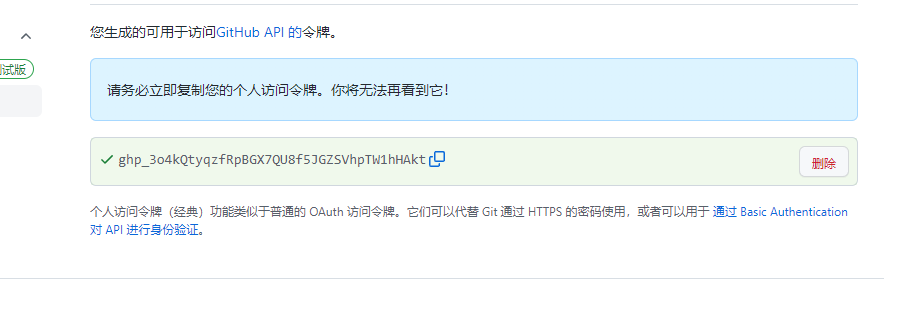 您生成的可用于访问GitHub API 的令牌。
试版
请务必立即复制您的个人访问令牌。你将无法再看到它!
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
删除
个人访问令牌（经典）功能类似于普通的 OAuth 访问令牌。它们可以代替 Git 通过 HTTPS 的密码使用，或者可以用于 通过 Basic Authentication
对 API 进行身份验证。